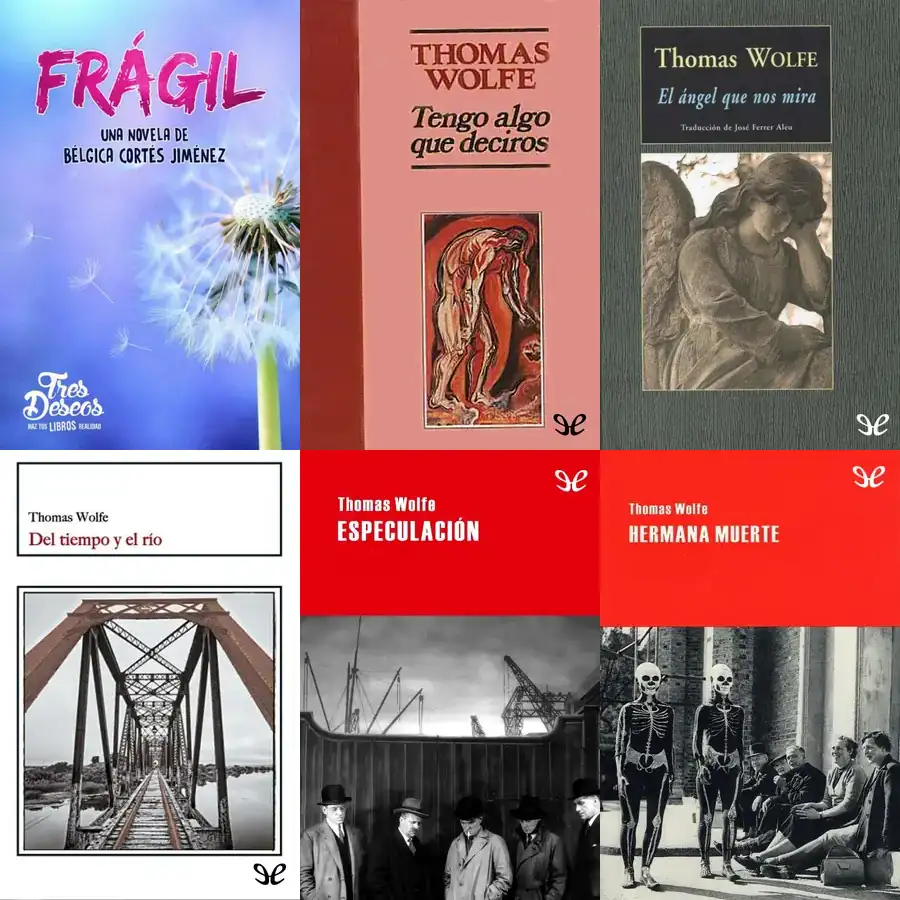 FRÁGIL
UNA NOVELA DE
BÉLGICA CORTÉS JIMÉNEZ
Tres
Deseos
HAZ TUS LIBROS REALIDAD
THOMAS
WOLFE
Tengo algo
que deciros
Thomas WOLFE
El ángel que nos mira
Traducción de José Ferrer Aleu
Thomas Wolfe
Del tiempo y el río
Thomas Wolfe
ESPECULACIÓN
Thomas Wolfe
HERMANA MUERTE